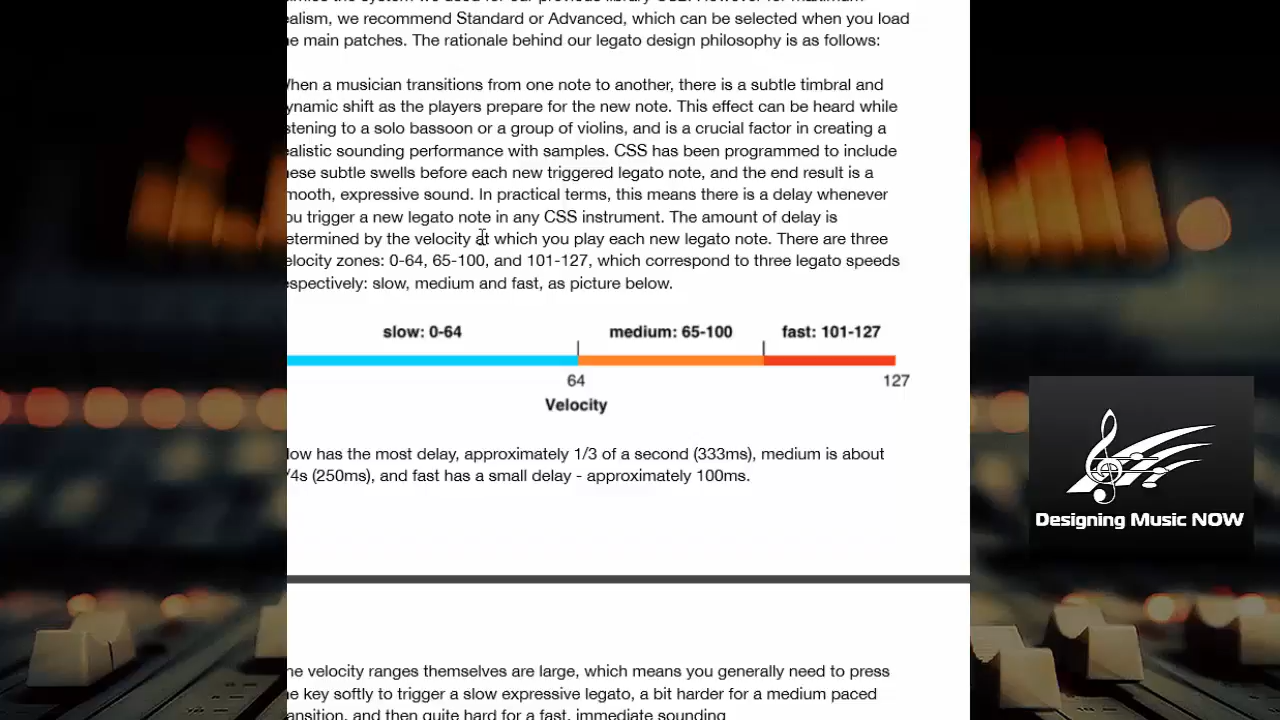 ealism, we recommend Standard or Advanced, which can be selected when you load
e main patches. The rationale behind our legato design philosophy is as follows:
hen a musician transitions from one note to another, there is a subtle timbral and
ynamic shift as the players prepare for the new note. This effect can be heard while
stening to a solo bassoon or a group of violins, and is a crucial factor in creating a
ealistic sounding performance with samples. CSS has been programmed to include
ese subtle swells before each new triggered legato note, and the end result is a
mooth, expressive sound. In practical terms, this means there is a delay whenever
ou trigger a new legato note in any CSS instrument. The amount of delay is
etermined by the velocity at which you play each new legato note. There are three
elocity zones: 0-64, 65-100, and 101-127, which correspond to three legato speeds
espectively: slow, medium and fast, as picture below.
slow: 0-64 medium: 65-100 fast: 101-127
64 127
Velocity
low has the most delay, approximately 1/3 of a second (333ms), medium is about
/4s (250ms), and fast has a small delay - approximately 100ms.
Designing Music NOW
he velocity ranges themselves are large, which means you generally need to press
e key softly to trigger a slow expressive legato, a bit harder for a medium paced
ansition, and then quite hard for a fast, immediate sounding